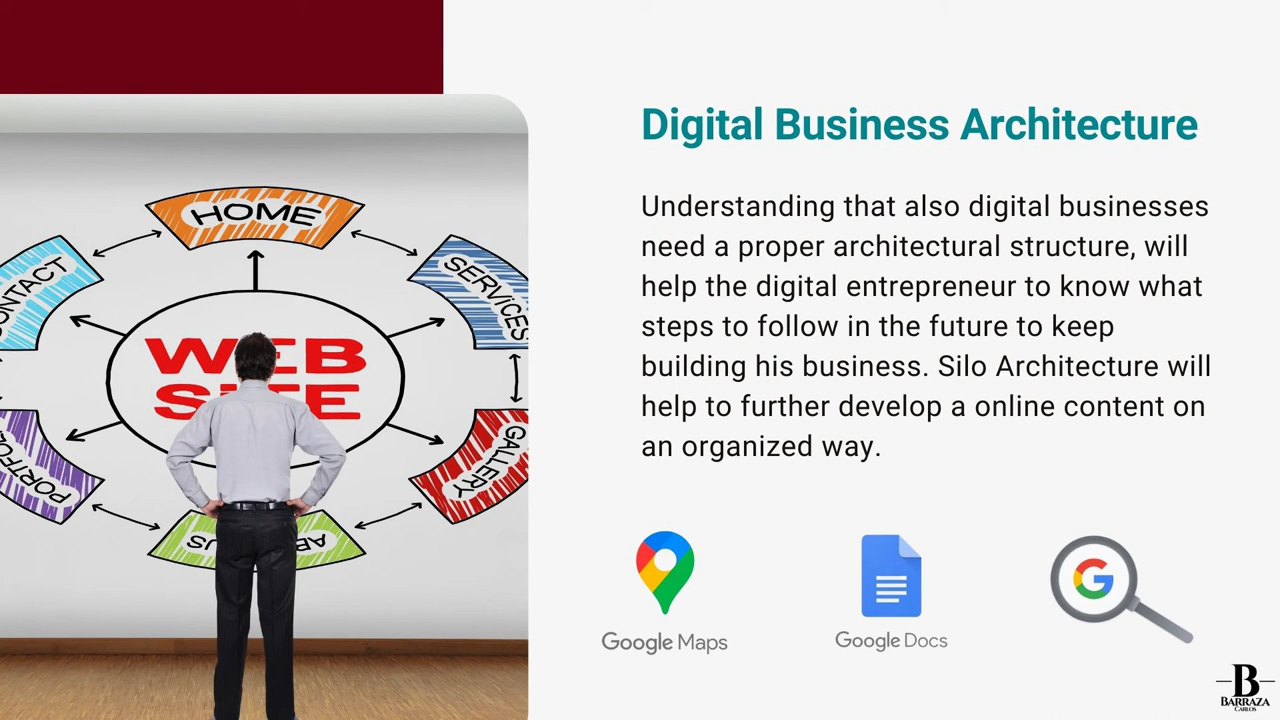 Digital Business Architecture
Understanding that also digital businesses
need a proper architectural structure, will
help the digital entrepreneur to know what
steps to follow in the future to keep
building his business. Silo Architecture will
help to further develop a online content on
an organized way.
HOME
SERVICES
GALLERY
WEB
SITE
Google Maps
Google Docs
G
B
BARRAZA
CARLOS